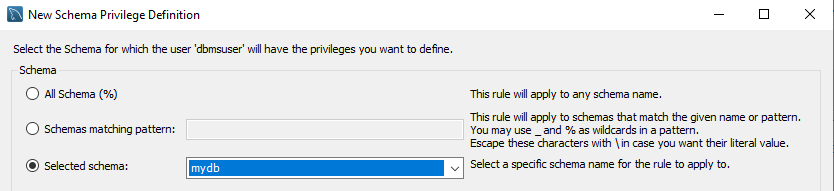 New Schema Privilege Definition
Select the Schema for which the user 'dbmsuser' will have the privileges you want to define.
Schema
All Schema (%)
This rule will apply to any schema name.
Schemas matching pattern:
This rule will apply to schemas that match the given name or pattern.
You may use _ and % as wildcards in a pattern.
Escape these characters with \ in case you want their literal value.
Selected schema:
mydb
Select a specific schema name for the rule to apply to.